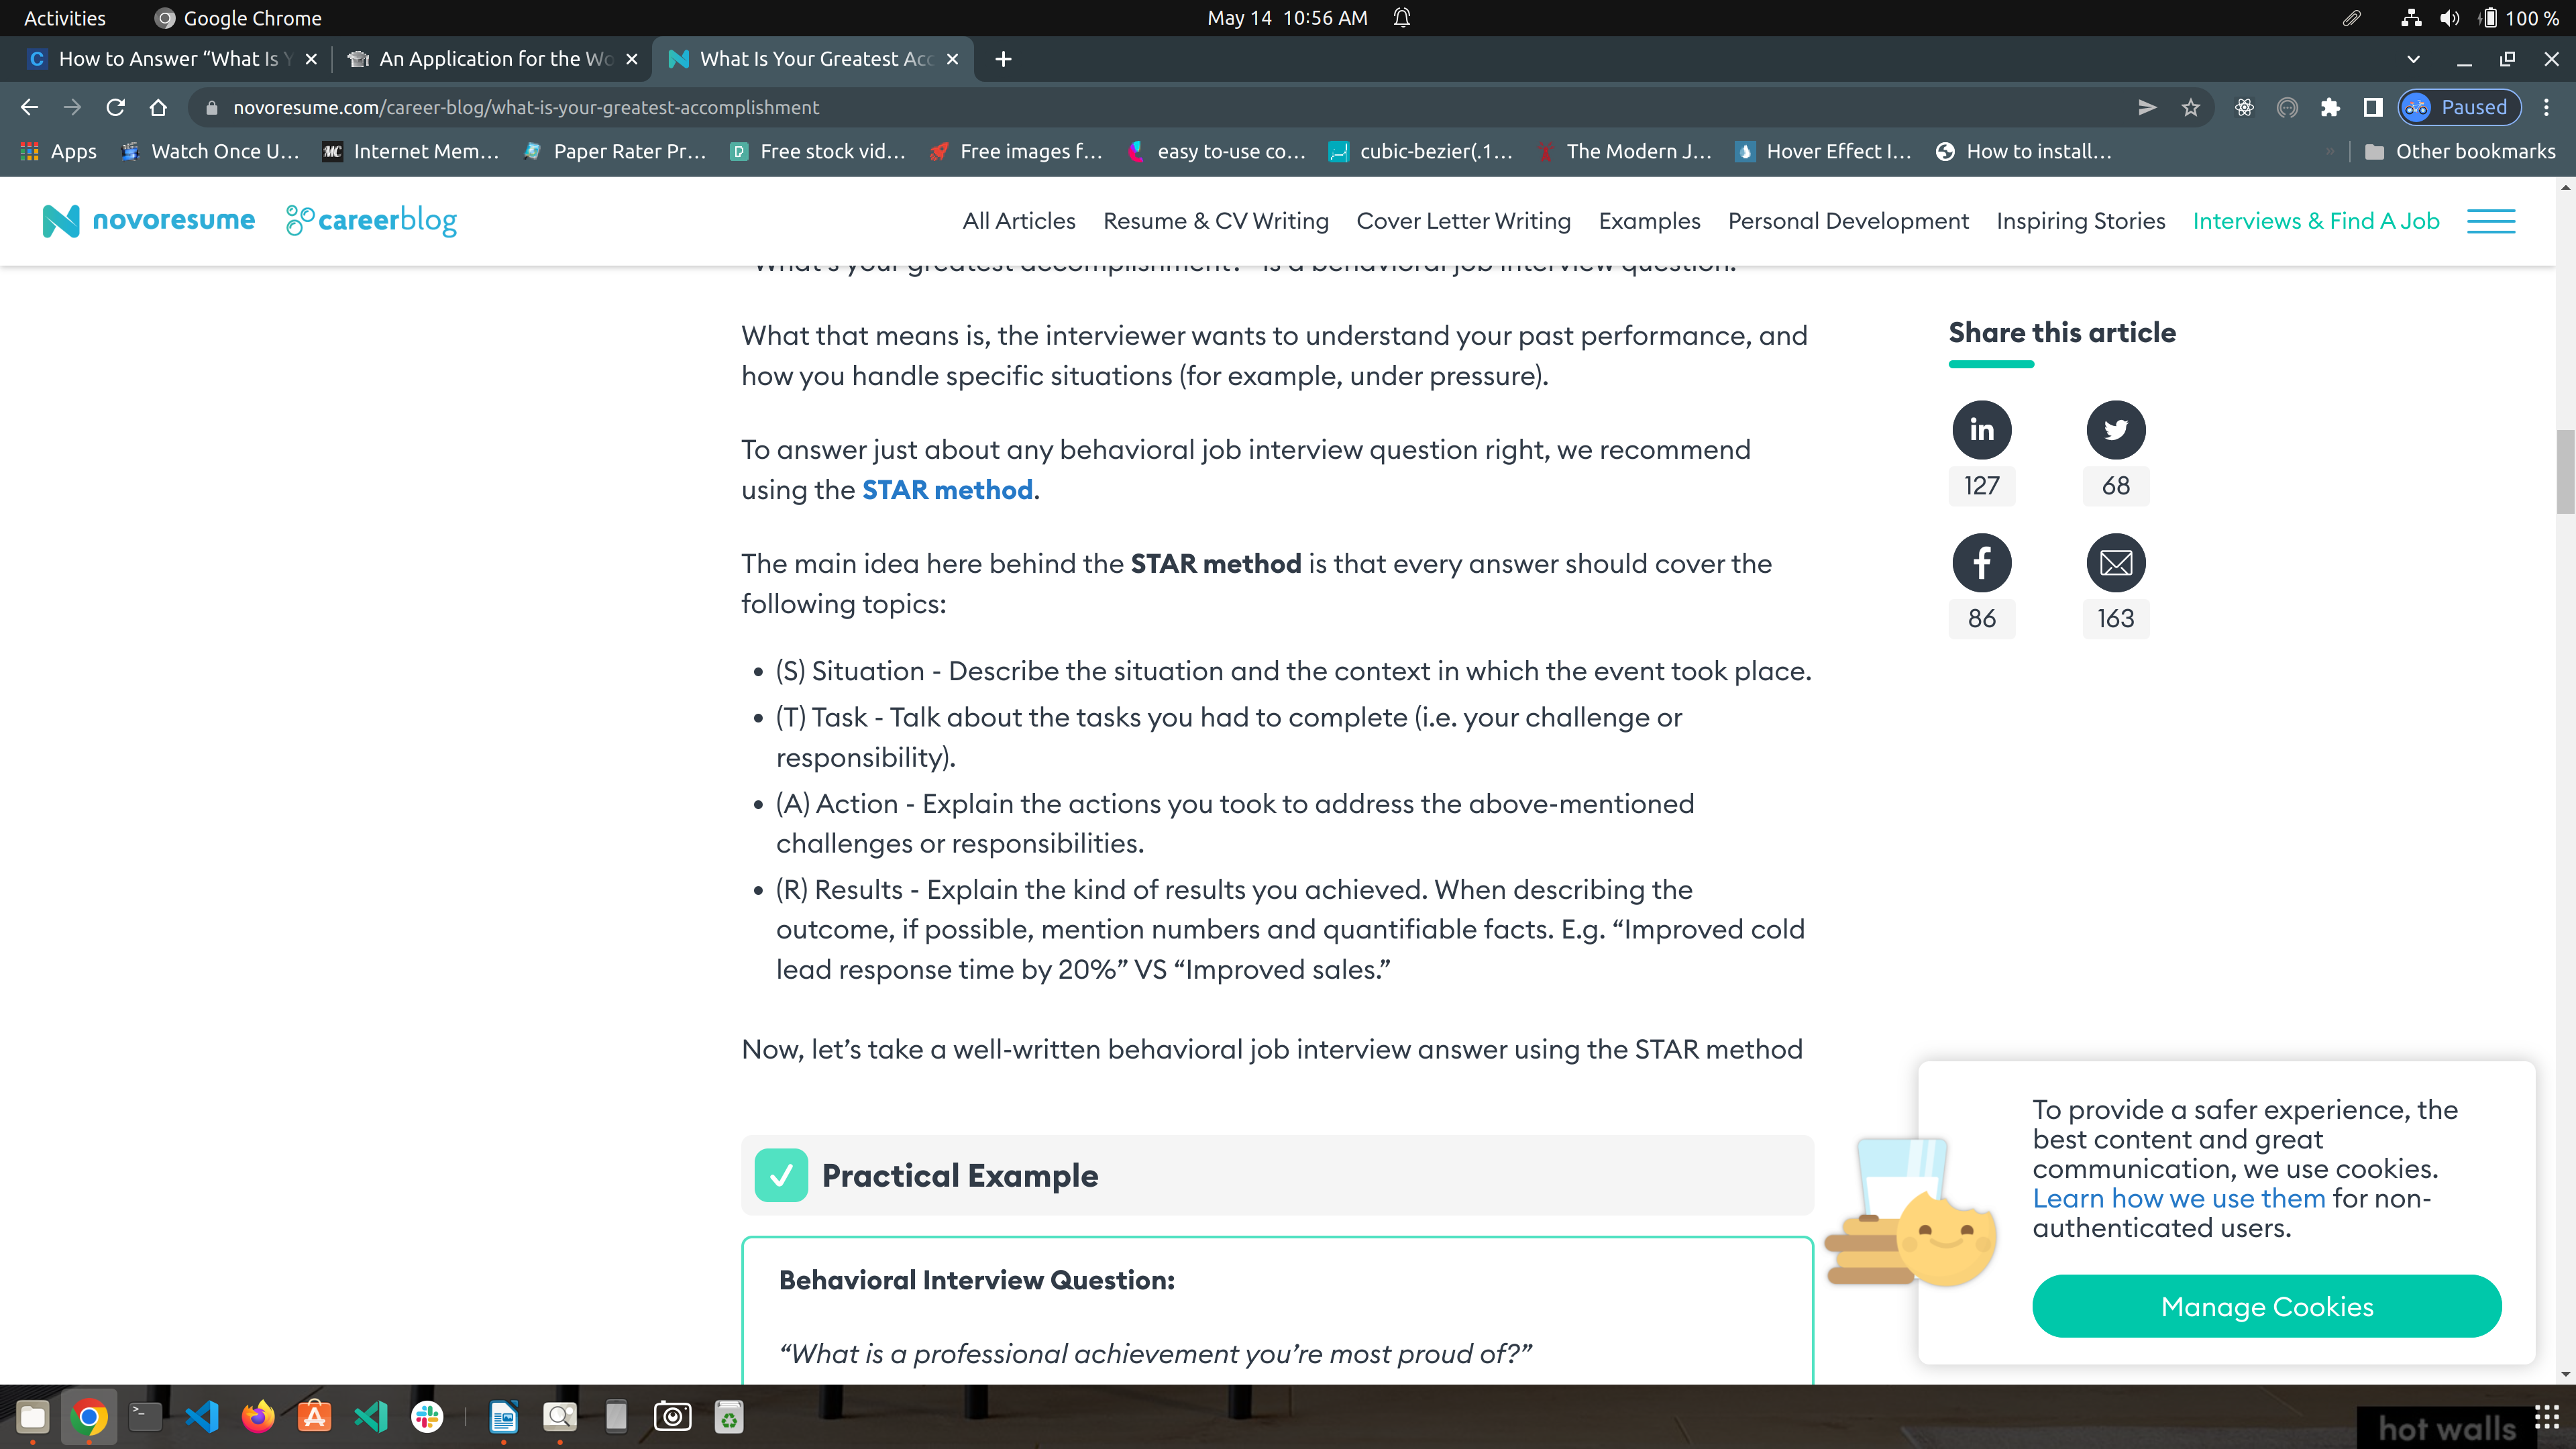 Activities
Google Chrome
May 14 10:56 AM
100 %
How to Answer “What Is Y
An Application for the Wo
What Is Your Greatest Acc
novoresume.com/career-blog/what-is-your-greatest-accomplishment
Paused
Apps
Watch Once U...
Internet Mem...
Paper Rater Pr...
Free stock vid...
Free images f...
easy to-use co...
cubic-bezier(.1...
The Modern J...
Hover Effect I...
How to install...
Other bookmarks
novoresume
careerblog
All Articles
Resume & CV Writing
Cover Letter Writing
Examples
Personal Development
Inspiring Stories
Interviews & Find A Job
“What’s your greatest accomplishment?” is a behavioral job interview question.
What that means is, the interviewer wants to understand your past performance, and
how you handle specific situations (for example, under pressure).
To answer just about any behavioral job interview question right, we recommend
using the STAR method.
The main idea here behind the STAR method is that every answer should cover the
following topics:
• (S) Situation - Describe the situation and the context in which the event took place.
• (T) Task - Talk about the tasks you had to complete (i.e. your challenge or
responsibility).
• (A) Action - Explain the actions you took to address the above-mentioned
challenges or responsibilities.
• (R) Results - Explain the kind of results you achieved. When describing the
outcome, if possible, mention numbers and quantifiable facts. E.g. “Improved cold
lead response time by 20%” VS “Improved sales.”
Now, let’s take a well-written behavioral job interview answer using the STAR method
Practical Example
Behavioral Interview Question:
“What is a professional achievement you’re most proud of?”
Share this article
127
68
86
163
To provide a safer experience, the
best content and great
communication, we use cookies.
Learn how we use them for non-
authenticated users.
Manage Cookies
hot walls